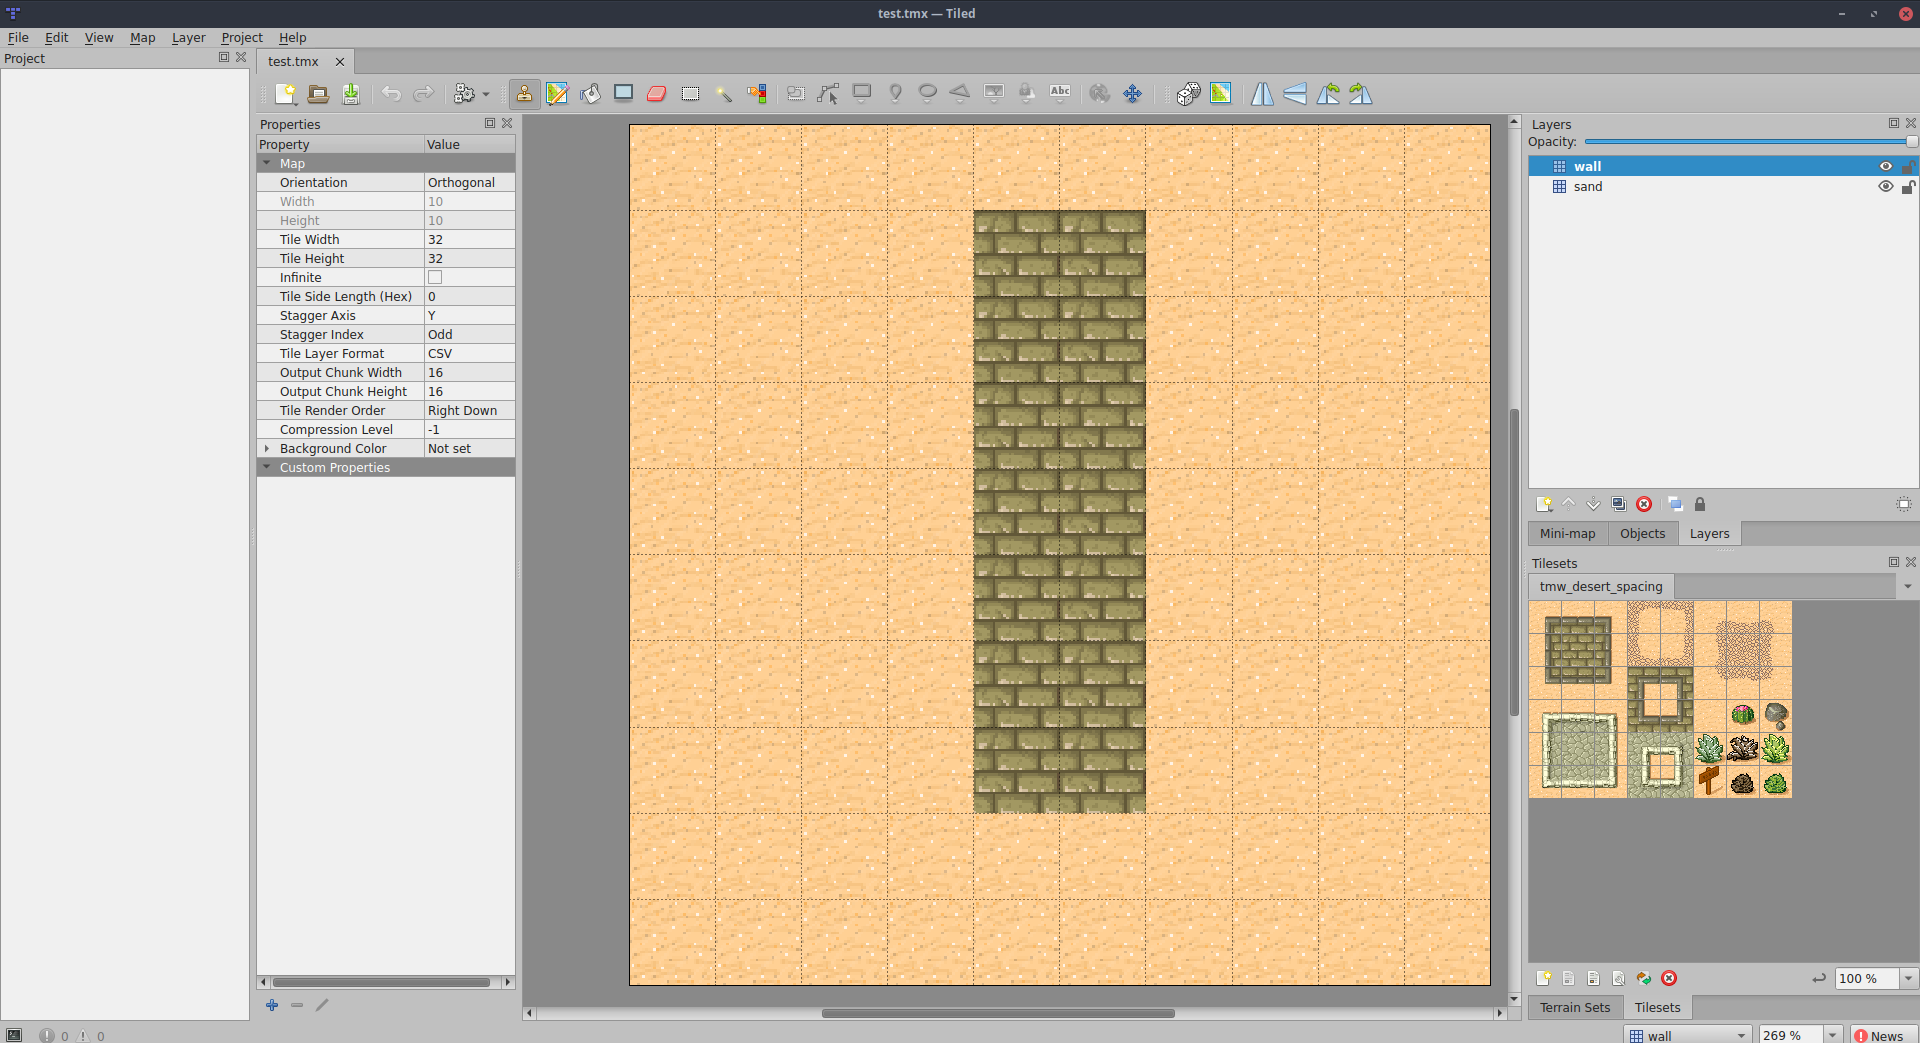 test.tmx — Tiled
File Edit View Map Layer Project Help
Project
test.tmx
Abc
Properties
Property Value
Map
Orientation Orthogonal
Width 10
Height 10
Tile Width 32
Tile Height 32
Infinite
Tile Side Length (Hex) 0
Stagger Axis Y
Stagger Index Odd
Tile Layer Format CSV
Output Chunk Width 16
Output Chunk Height 16
Tile Render Order Right Down
Compression Level -1
Background Color Not set
Custom Properties
Layers
Opacity:
wall
sand
Mini-map Objects Layers
Tilesets
tmw_desert_spacing
100 %
Terrain Sets Tilesets
0 0
wall 269 % News